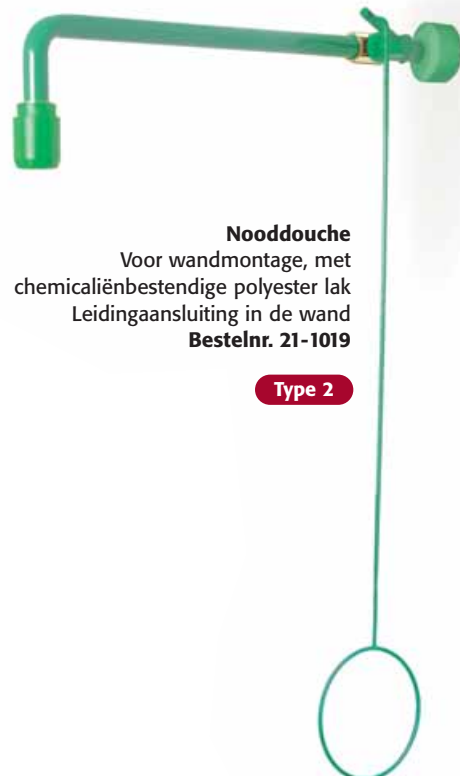 Nooddouche
Voor wandmontage, met
chemicaliënbestendige polyester lak
Leidingaansluiting in de wand
Bestelnr. 21-1019
Type 2